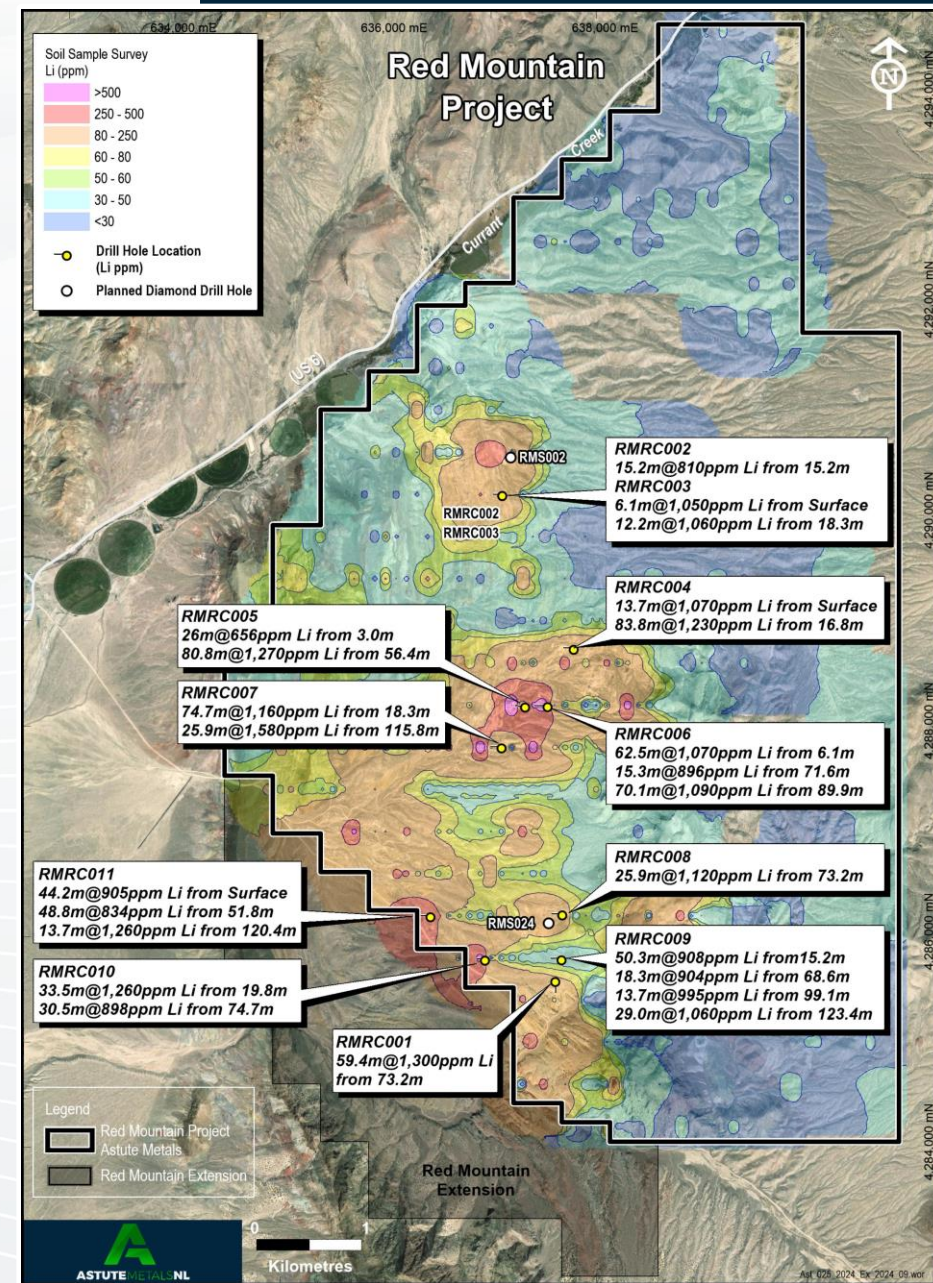 634,000 mE
636,000 mE
638,000 mE
Soil Sample Survey
Li (ppm)
>500
250 - 500
80 - 250
60 - 80
50 - 60
30 - 50
<30
Drill Hole Location
(Li ppm)
Planned Diamond Drill Hole
Red Mountain
Project
N
4,294,000 mN
Creek
Currant
4,292,000 mN
(US 6)
RMS002
RMRC002
15.2m@810ppm Li from 15.2m
RMRC003
6.1m@1,050ppm Li from Surface
12.2m@1,060ppm Li from 18.3m
RMRC002
RMRC003
4,290,000 mN
RMRC004
13.7m@1,070ppm Li from Surface
83.8m@1,230ppm Li from 16.8m
RMRC005
26m@656ppm Li from 3.0m
80.8m@1,270ppm Li from 56.4m
RMRC007
74.7m@1,160ppm Li from 18.3m
25.9m@1,580ppm Li from 115.8m
RMRC006
62.5m@1,070ppm Li from 6.1m
15.3m@896ppm Li from 71.6m
70.1m@1,090ppm Li from 89.9m
4,288,000 mN
RMRC008
25.9m@1,120ppm Li from 73.2m
RMRC011
44.2m@905ppm Li from Surface
48.8m@834ppm Li from 51.8m
13.7m@1,260ppm Li from 120.4m
RMS024
RMRC009
50.3m@908ppm Li from15.2m
18.3m@904ppm Li from 68.6m
13.7m@995ppm Li from 99.1m
29.0m@1,060ppm Li from 123.4m
4,286,000 mN
RMRC010
33.5m@1,260ppm Li from 19.8m
30.5m@898ppm Li from 74.7m
RMRC001
59.4m@1,300ppm Li
from 73.2m
Legend
Red Mountain Project
Astute Metals
Red Mountain Extension
Red Mountain
Extension
4,284,000 mN
ASTUTE METALS NL
0 1
Kilometres
Ast_028_2024_Ex_2024_09.wor